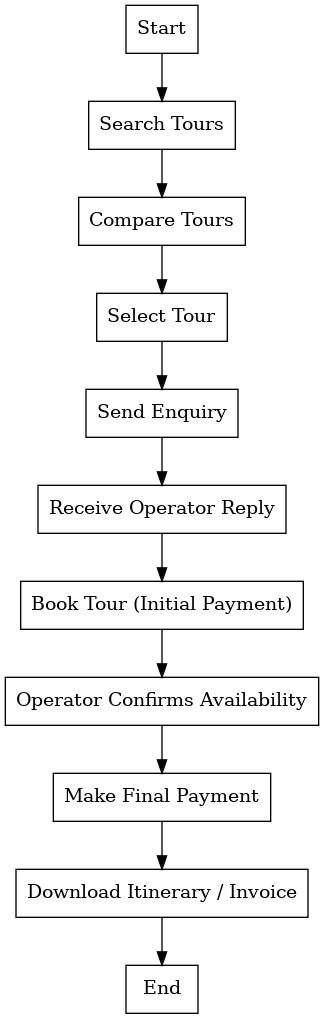 Start
Search Tours
Compare Tours
Select Tour
Send Enquiry
Receive Operator Reply
Book Tour (Initial Payment)
Operator Confirms Availability
Make Final Payment
Download Itinerary / Invoice
End